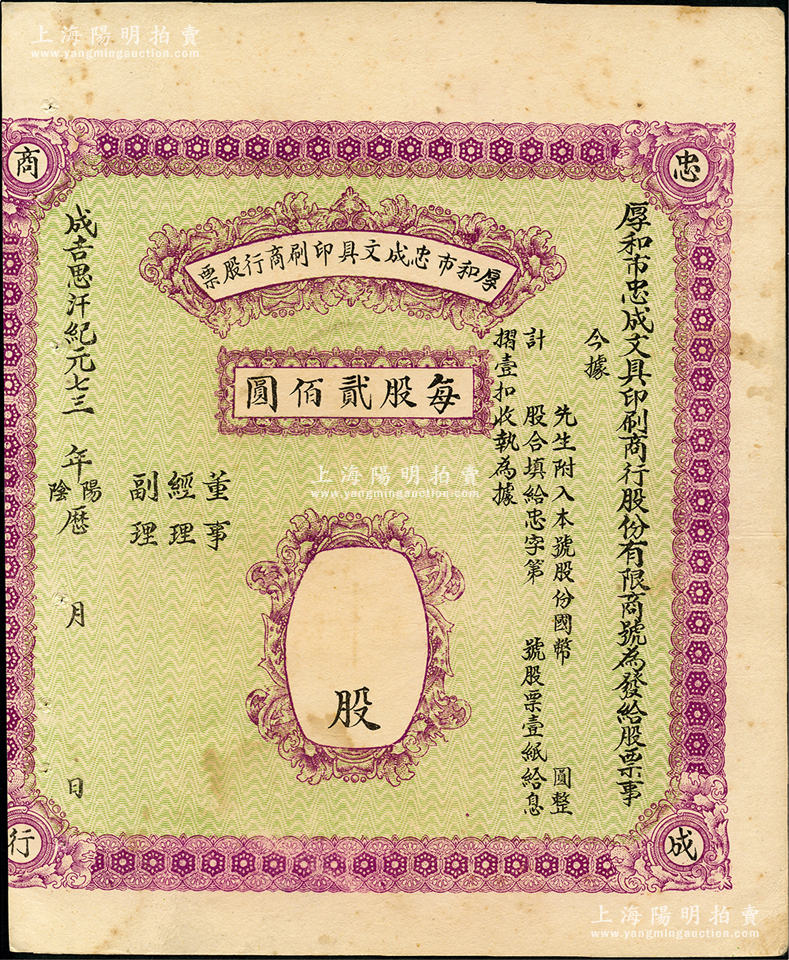 上海陽明拍賣
www.yangmingauction.com
忠
成
商
行
厚和市忠成文具印刷商行股票
每股貳佰圓
厚和市忠成文具印刷商行股份有限商號為發給股票事
今據
先生附入本號股份國幣 圓整
計 股合填給忠字第 號股票壹紙給息
摺壹扣收執為據
董事
經理
副理
股
成吉思汗紀元七三 年陽陰曆 月 日
上海陽明拍賣
www.yangmingauction.com
上海陽明拍賣
www.yangmingauction.com